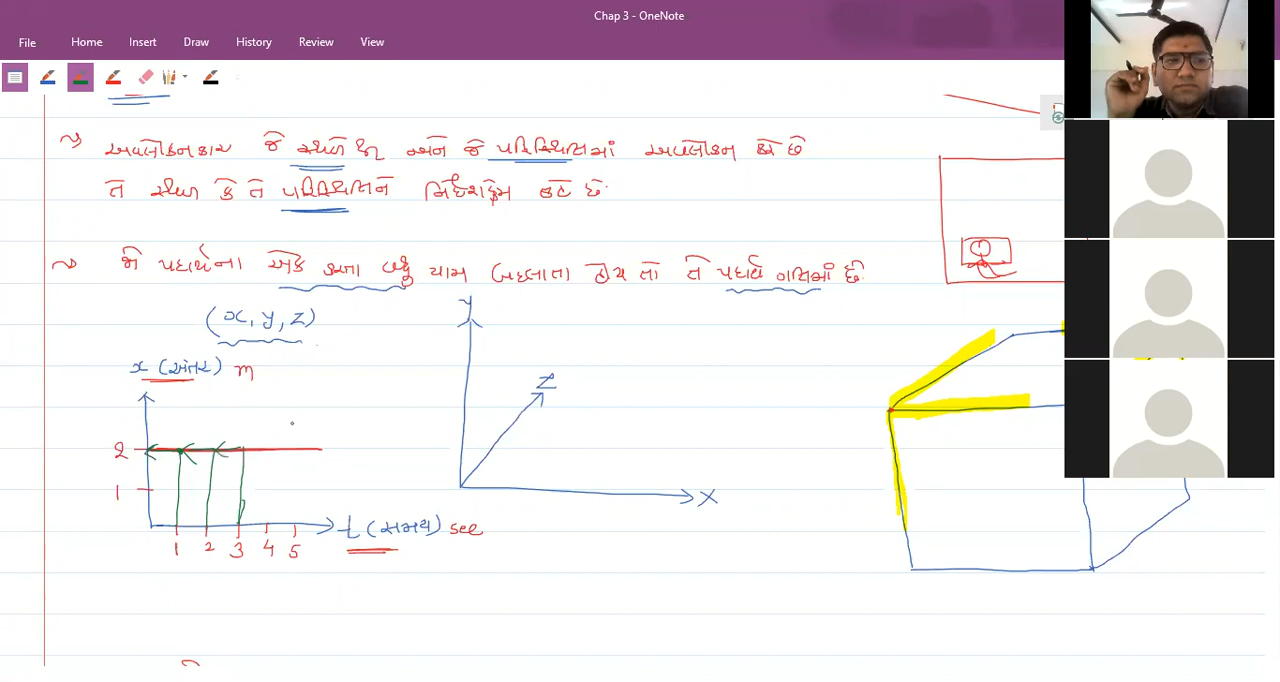 Chap 3 - OneNote
File Home Insert Draw History Review View
અવલોકનકાર જે સ્થળે થી અને જે પરિસ્થિતિમાં અવલોકન કરે છે
તે સ્થળ કે તે પરિસ્થિતિને નિર્દેશફ્રેમ કહે છે.
જો પદાર્થના એક અથવા વધુ યામ બદલાતા હોય તો તે પદાર્થ ગતિમાં છે.
(x, y, z)
x (અંતર) m
2
1
t (સમય) sec
1 2 3 4 5
y
z
x